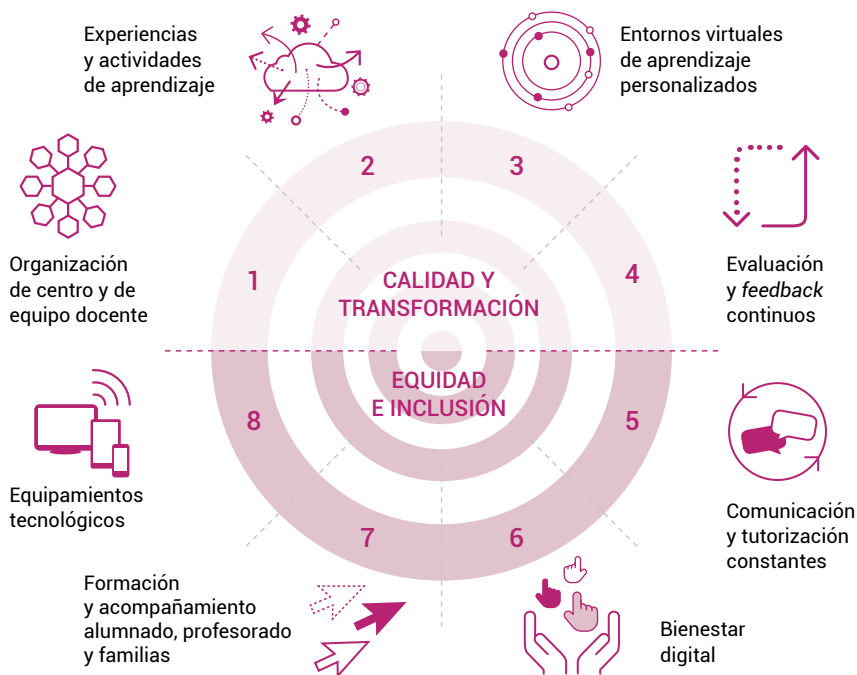 Experiencias
y actividades
de aprendizaje
Entornos virtuales
de aprendizaje
personalizados
2
3
Organización
de centro y de
equipo docente
1
CALIDAD Y
TRANSFORMACIÓN
4
Evaluación
y feedback
continuos
EQUIDAD
E INCLUSIÓN
8
5
Equipamientos
tecnológicos
Comunicación
y tutorización
constantes
7
6
Formación
y acompañamiento
alumnado, profesorado
y familias
Bienestar
digital